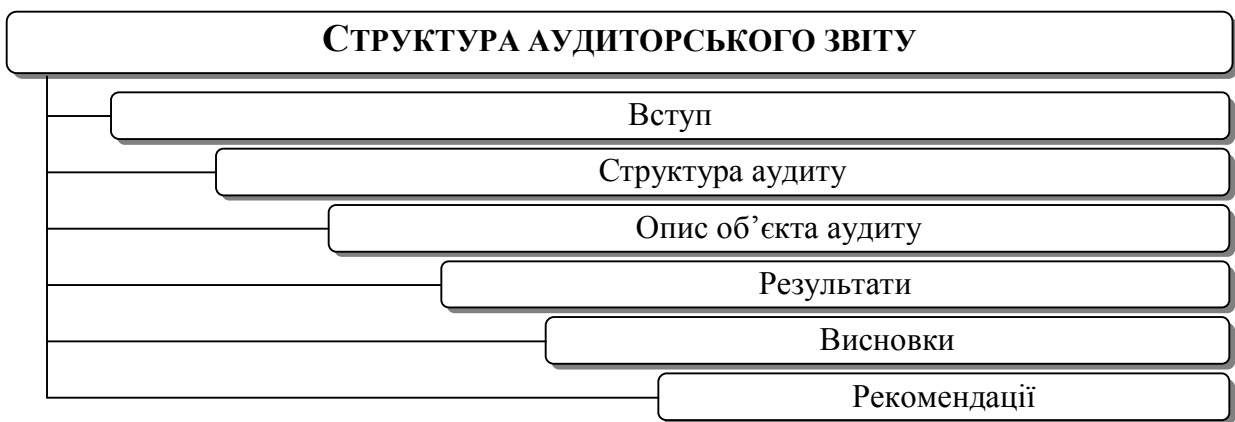 СТРУКТУРА АУДИТОРСЬКОГО ЗВІТУ
Вступ
Структура аудиту
Опис об’єкта аудиту
Результати
Висновки
Рекомендації